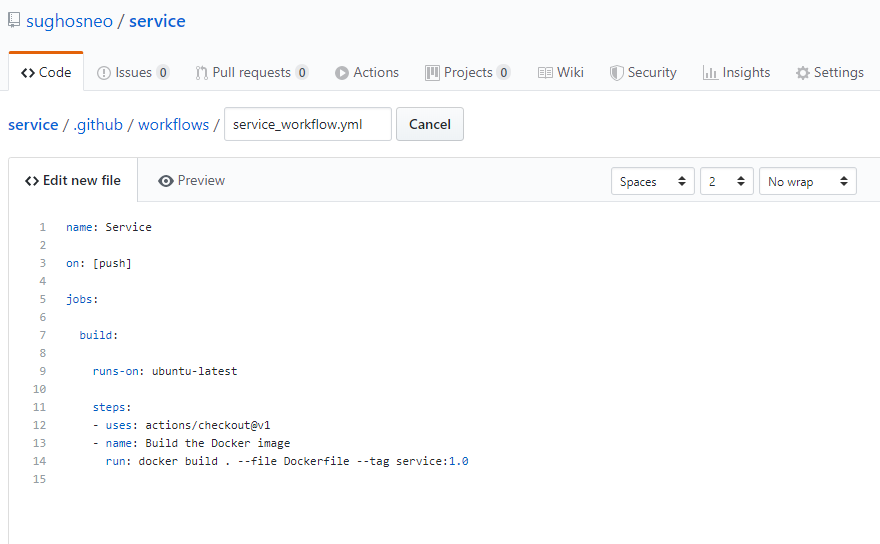 sughosneo / service
Code Issues 0 Pull requests 0 Actions Projects 0 Wiki Security Insights Settings
service / .github / workflows / service_workflow.yml Cancel
Edit new file Preview Spaces 2 No wrap
1 name: Service
2
3 on: [push]
4
5 jobs:
6
7 build:
8
9 runs-on: ubuntu-latest
10
11 steps:
12 - uses: actions/checkout@v1
13 - name: Build the Docker image
14 run: docker build . --file Dockerfile --tag service:1.0
15